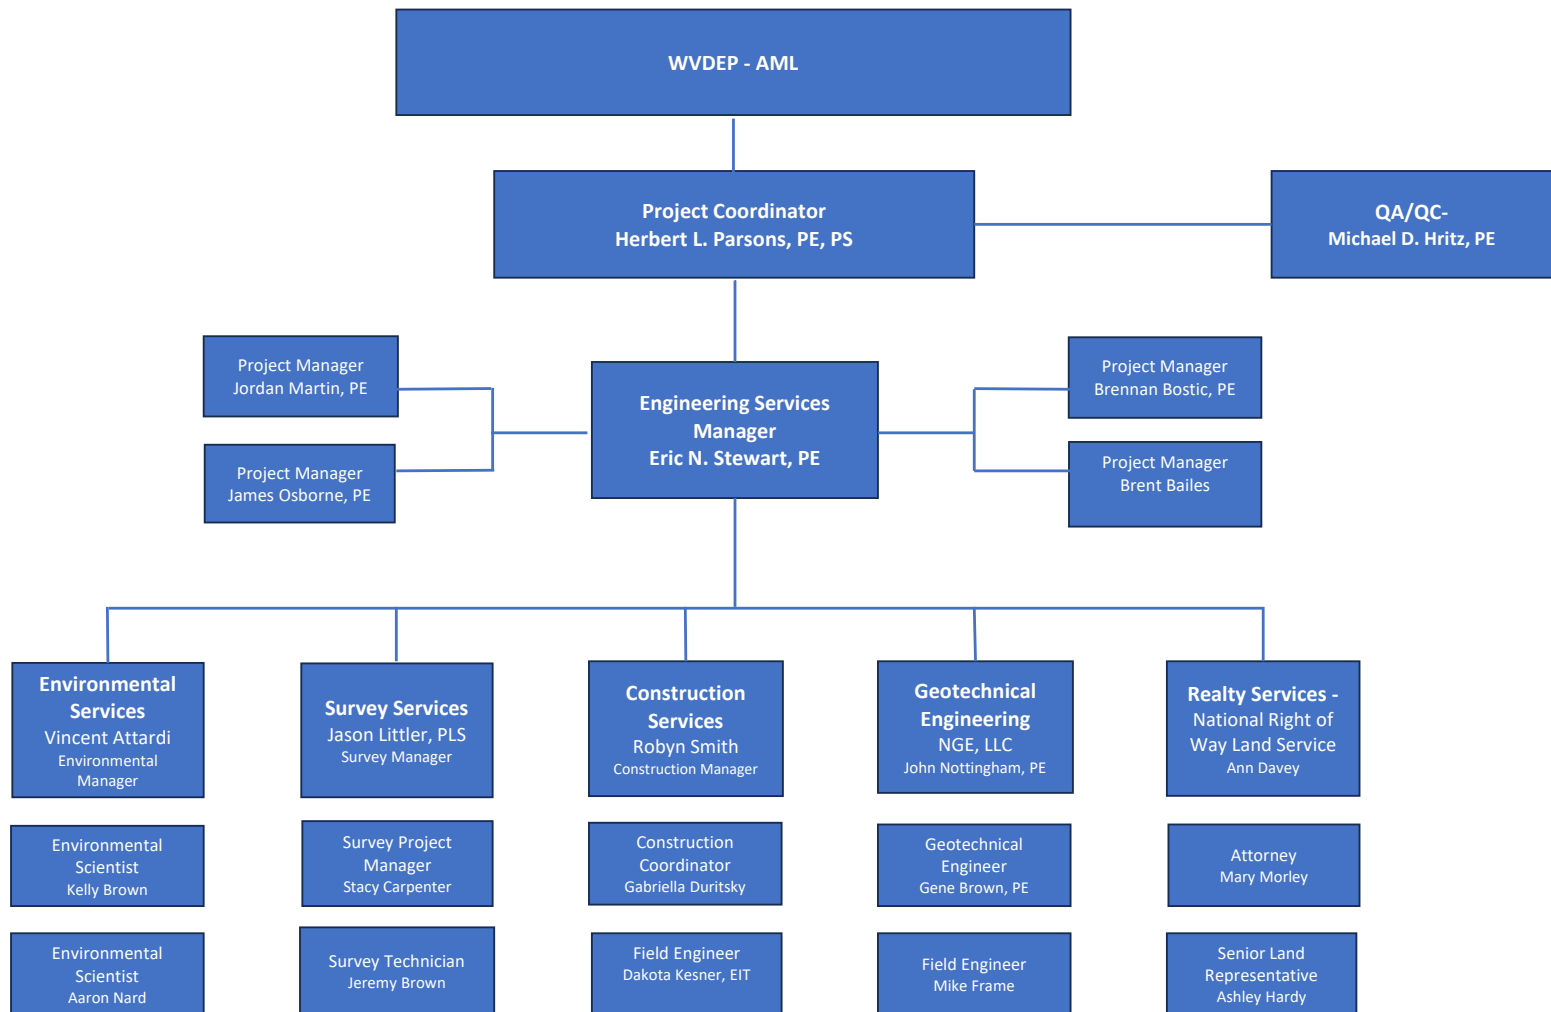 WVDEP - AML
Project Coordinator
Herbert L. Parsons, PE, PS
QA/QC-
Michael D. Hritz, PE
Project Manager
Jordan Martin, PE
Project Manager
James Osborne, PE
Engineering Services
Manager
Eric N. Stewart, PE
Project Manager
Brennan Bostic, PE
Project Manager
Brent Bailes
Environmental
Services
Vincent Attardi
Environmental
Manager
Survey Services
Jason Littler, PLS
Survey Manager
Construction
Services
Robyn Smith
Construction Manager
Geotechnical
Engineering
NGE, LLC
John Nottingham, PE
Realty Services -
National Right of
Way Land Service
Ann Davey
Environmental
Scientist
Kelly Brown
Survey Project
Manager
Stacy Carpenter
Construction
Coordinator
Gabriella Duritsky
Geotechnical
Engineer
Gene Brown, PE
Attorney
Mary Morley
Environmental
Scientist
Aaron Nard
Survey Technician
Jeremy Brown
Field Engineer
Dakota Kesner, EIT
Field Engineer
Mike Frame
Senior Land
Representative
Ashley Hardy